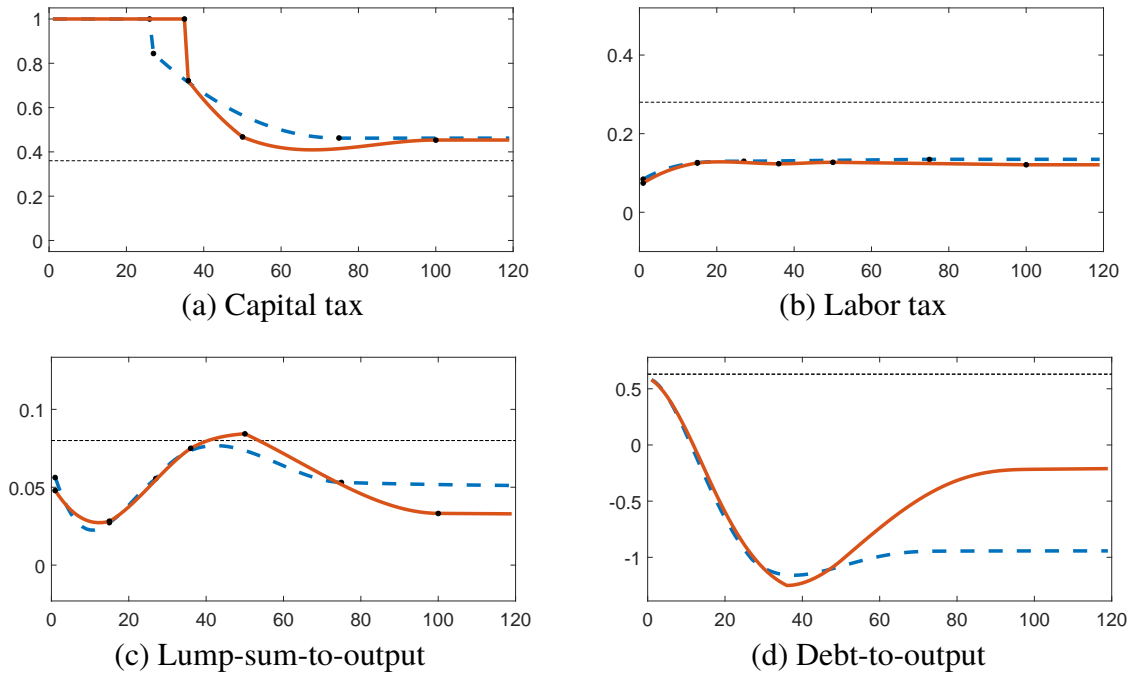 1
0.8
0.6
0.4
0.2
0
0 20 40 60 80 100 120
(a) Capital tax
0.4
0.2
0
0 20 40 60 80 100 120
(b) Labor tax
0.1
0.05
0
0 20 40 60 80 100 120
(c) Lump-sum-to-output
0.5
0
-0.5
-1
0 20 40 60 80 100 120
(d) Debt-to-output